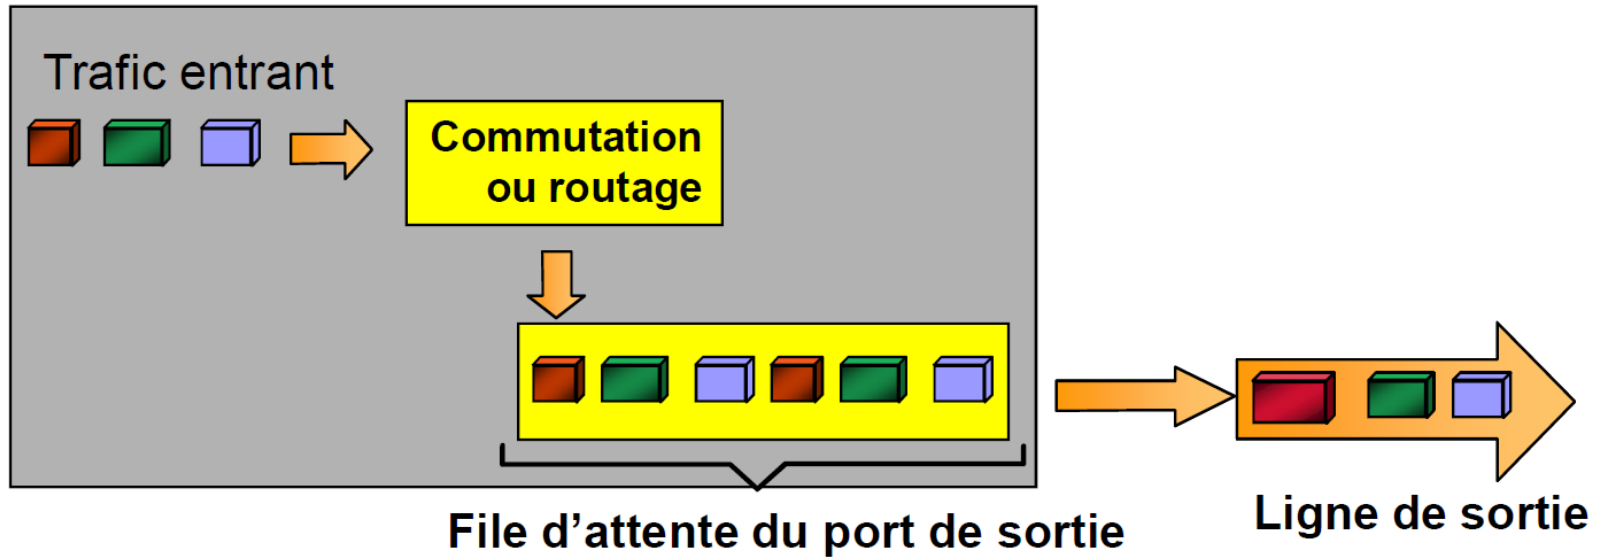 Trafic entrant
Commutation
ou routage
File d’attente du port de sortie
Ligne de sortie